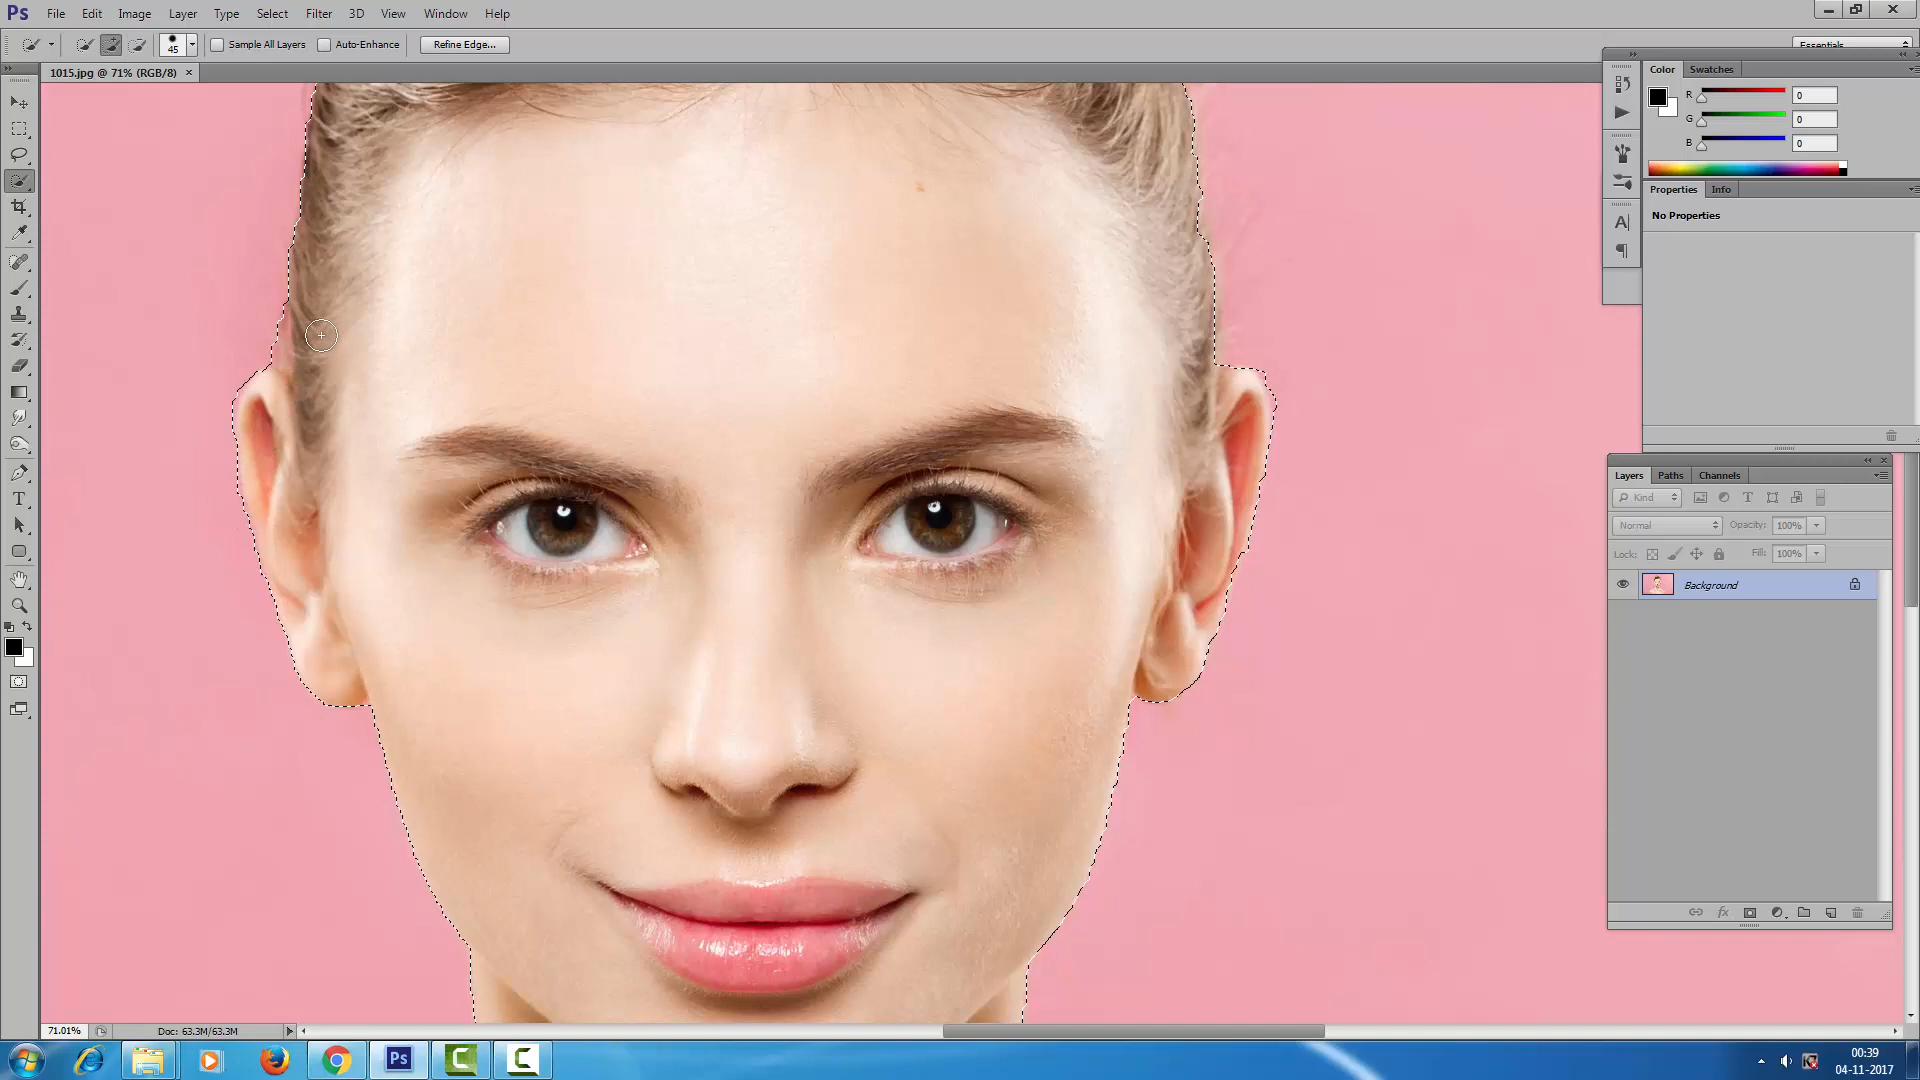 Ps File Edit Image Layer Type Select Filter 3D View Window Help
45 Sample All Layers Auto-Enhance Refine Edge... Essentials
1015.jpg @ 71% (RGB/8) ×
Color Swatches
R 0
G 0
B 0
Properties Info
No Properties
Layers Paths Channels
Kind
Normal Opacity: 100%
Lock: Fill: 100%
Background
71.01% Doc: 63.3M/63.3M
Ps
00:39
04-11-2017